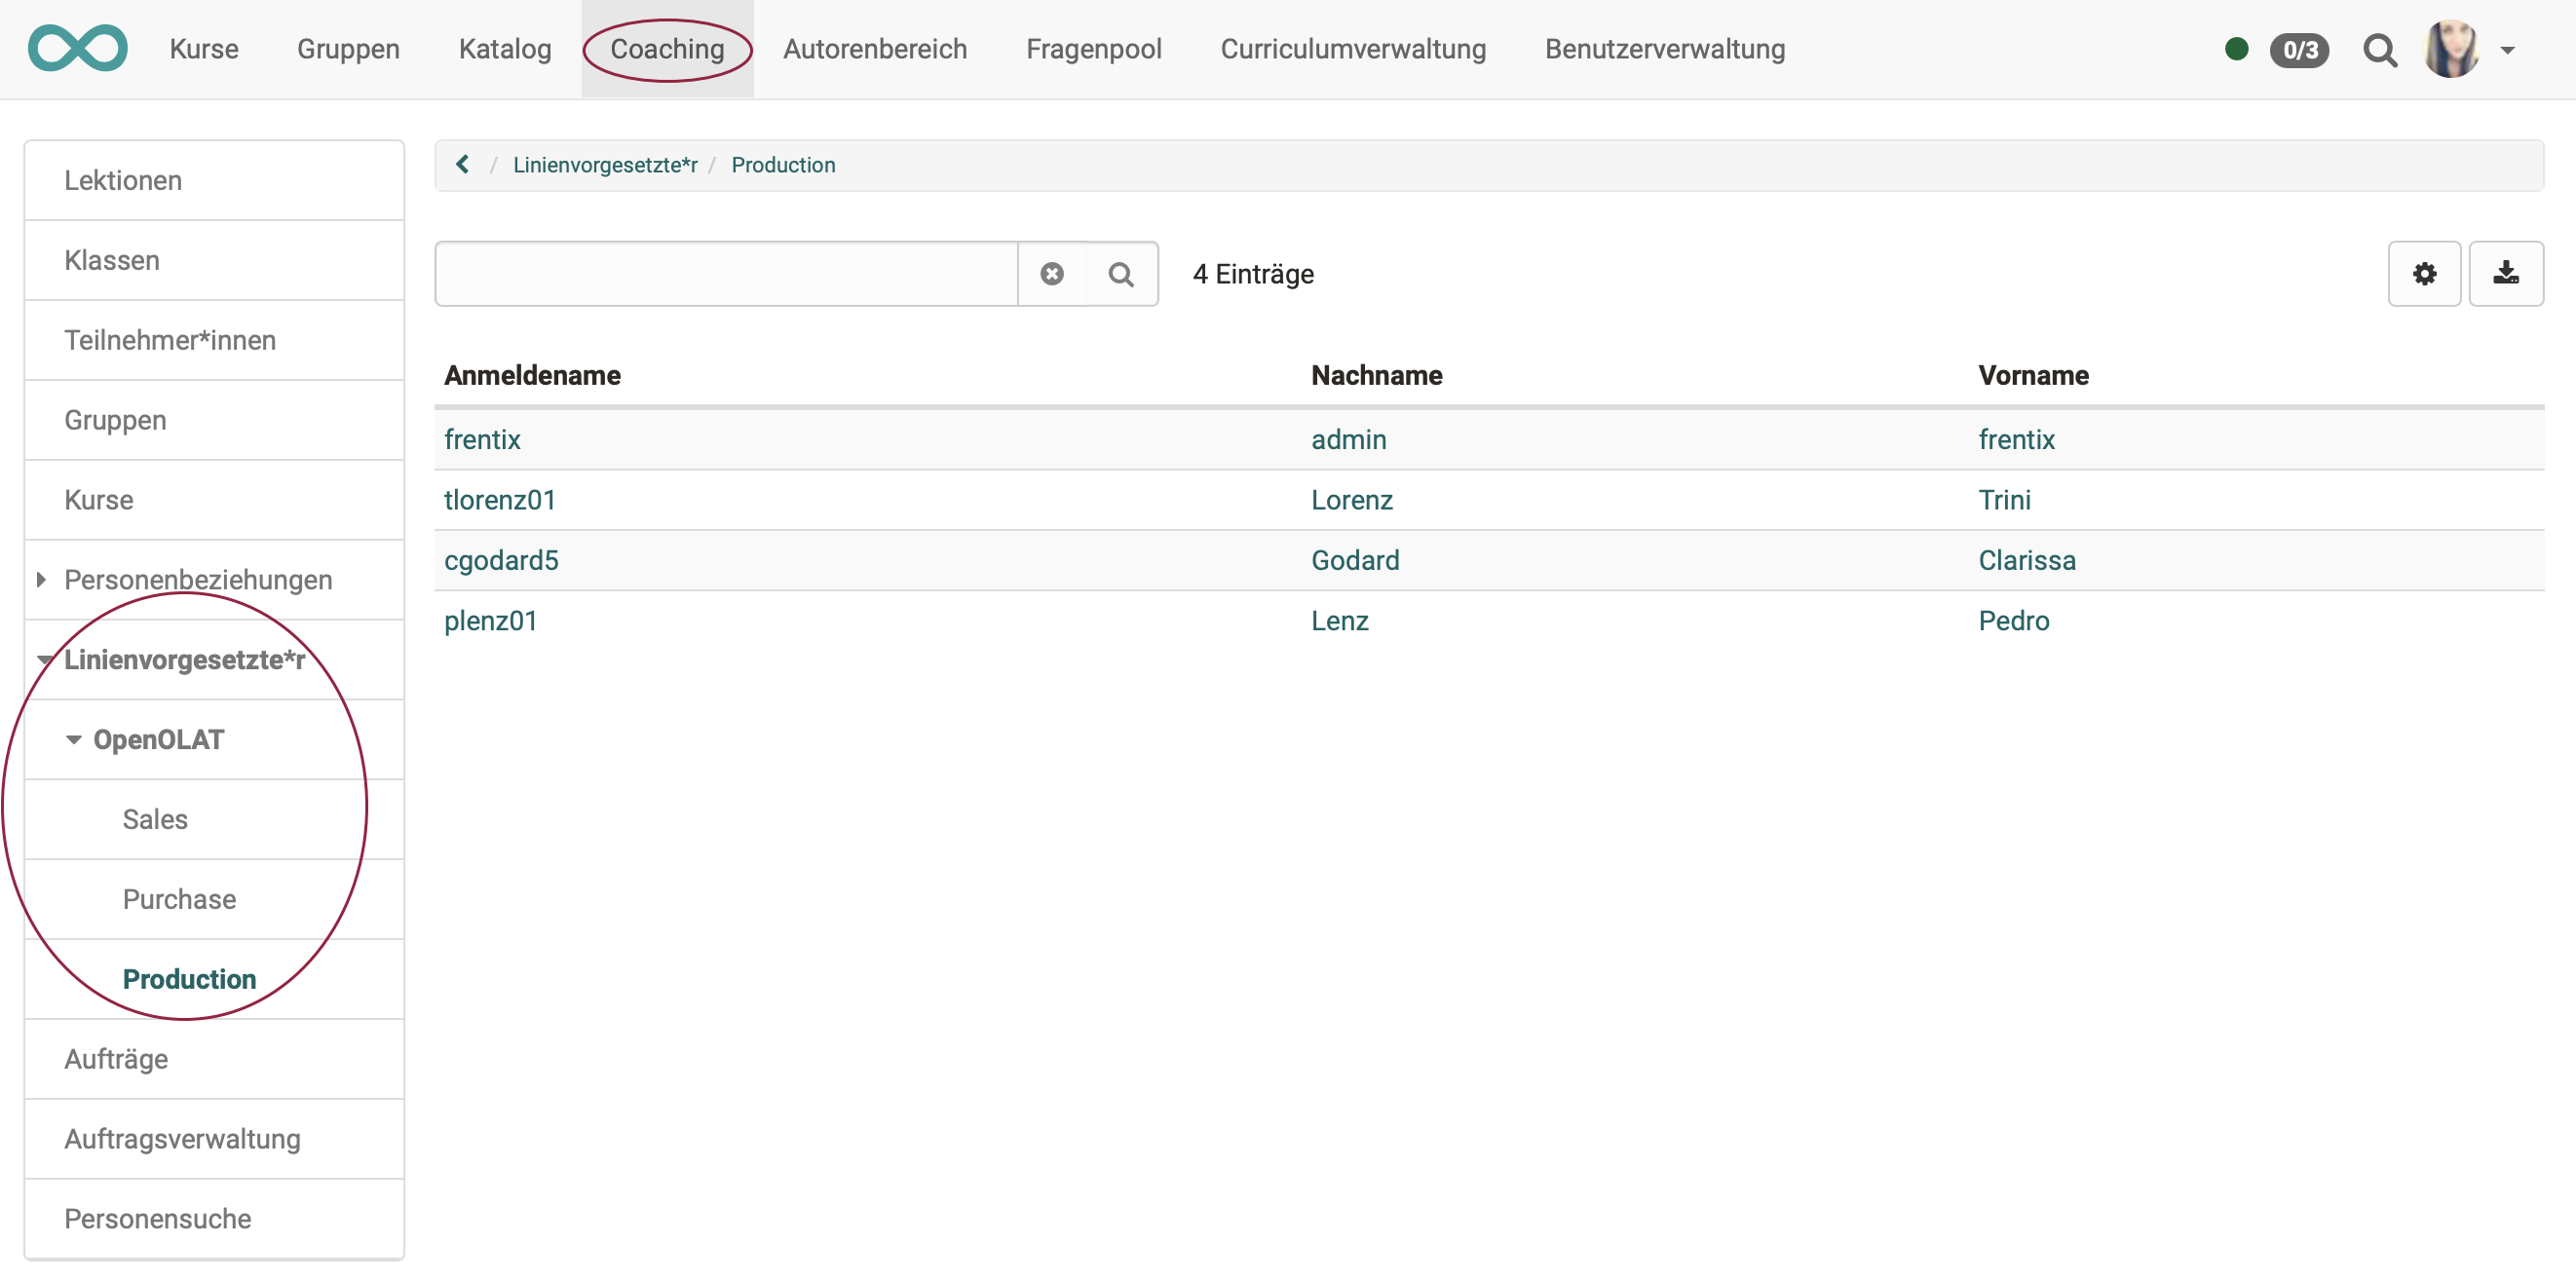 Kurse Gruppen Katalog Coaching Autorenbereich Fragenpool Curriculumverwaltung Benutzerverwaltung 0/3
Lektionen
Klassen
Teilnehmer*innen
Gruppen
Kurse
Personenbeziehungen
Linienvorgesetzte*r
OpenOLAT
Sales
Purchase
Production
Aufträge
Auftragsverwaltung
Personensuche
/ Linienvorgesetzte*r / Production
4 Einträge
Anmeldename Nachname Vorname
frentix admin frentix
tlorenz01 Lorenz Trini
cgodard5 Godard Clarissa
plenz01 Lenz Pedro